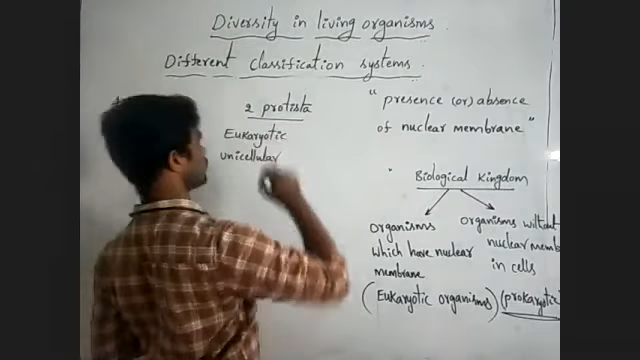 Diversity in living organisms
Different classification systems
2 protista
Eukaryotic
unicellular
" presence (or) absence
of nuclear membrane "
Biological Kingdom
organisms
which have nuclear
membrane
(Eukaryotic organisms)
organisms without
nuclear memb
in cells
(prokaryotic